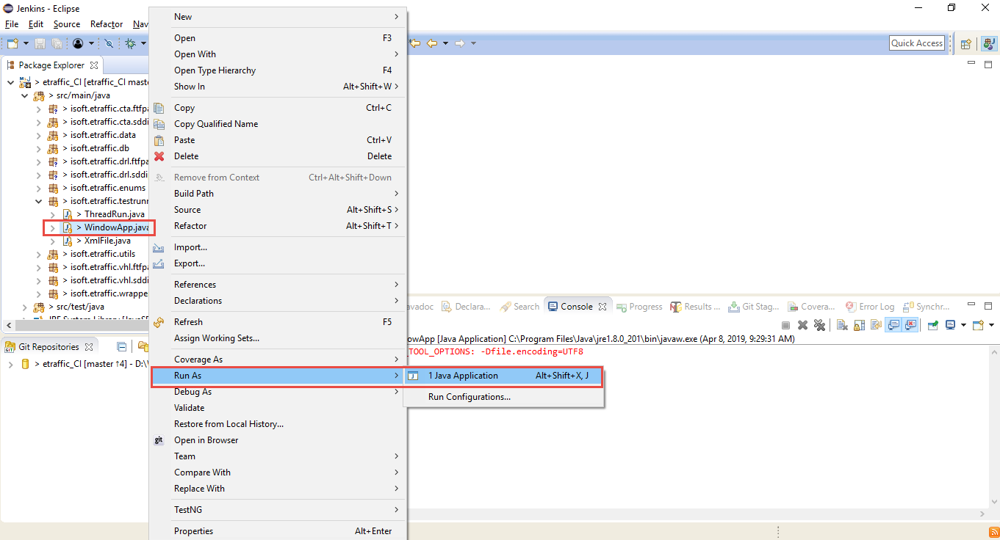 Jenkins - Eclipse
File Edit Source Refactor Nav
Quick Access
Package Explorer
> etraffic_CI [etraffic_CI maste
> src/main/java
> isoft.etraffic.cta.ftfpa
> isoft.etraffic.cta.sddi
> isoft.etraffic.data
> isoft.etraffic.db
> isoft.etraffic.drl.ftfpa
> isoft.etraffic.drl.sddi
> isoft.etraffic.enums
> isoft.etraffic.testrunn
> ThreadRun.java
> WindowApp.java
> XmlFile.java
> isoft.etraffic.utils
> isoft.etraffic.vhl.ftfpa
> isoft.etraffic.vhl.sddi
> isoft.etraffic.wrappe
> src/test/java
JRE System Library [JavaSE
Git Repositories
> etraffic_CI [master ↑4] - D:\
New
Open F3
Open With
Open Type Hierarchy F4
Show In Alt+Shift+W
Copy Ctrl+C
Copy Qualified Name
Paste Ctrl+V
Delete Delete
Remove from Context Ctrl+Alt+Shift+Down
Build Path
Source Alt+Shift+S
Refactor Alt+Shift+T
Import...
Export...
References
Declarations
Refresh F5
Assign Working Sets...
Coverage As
Run As
Debug As
Validate
Restore from Local History...
git Open in Browser
Team
Compare With
Replace With
TestNG
Properties Alt+Enter
1 Java Application Alt+Shift+X, J
Run Configurations...
avadoc Declara... Search Console Progress Results ... Git Stag... Covera... Error Log Synchr...
dowApp [Java Application] C:\Program Files\Java\jre1.8.0_201\bin\javaw.exe (Apr 8, 2019, 9:29:31 AM)
_TOOL_OPTIONS: -Dfile.encoding=UTF8